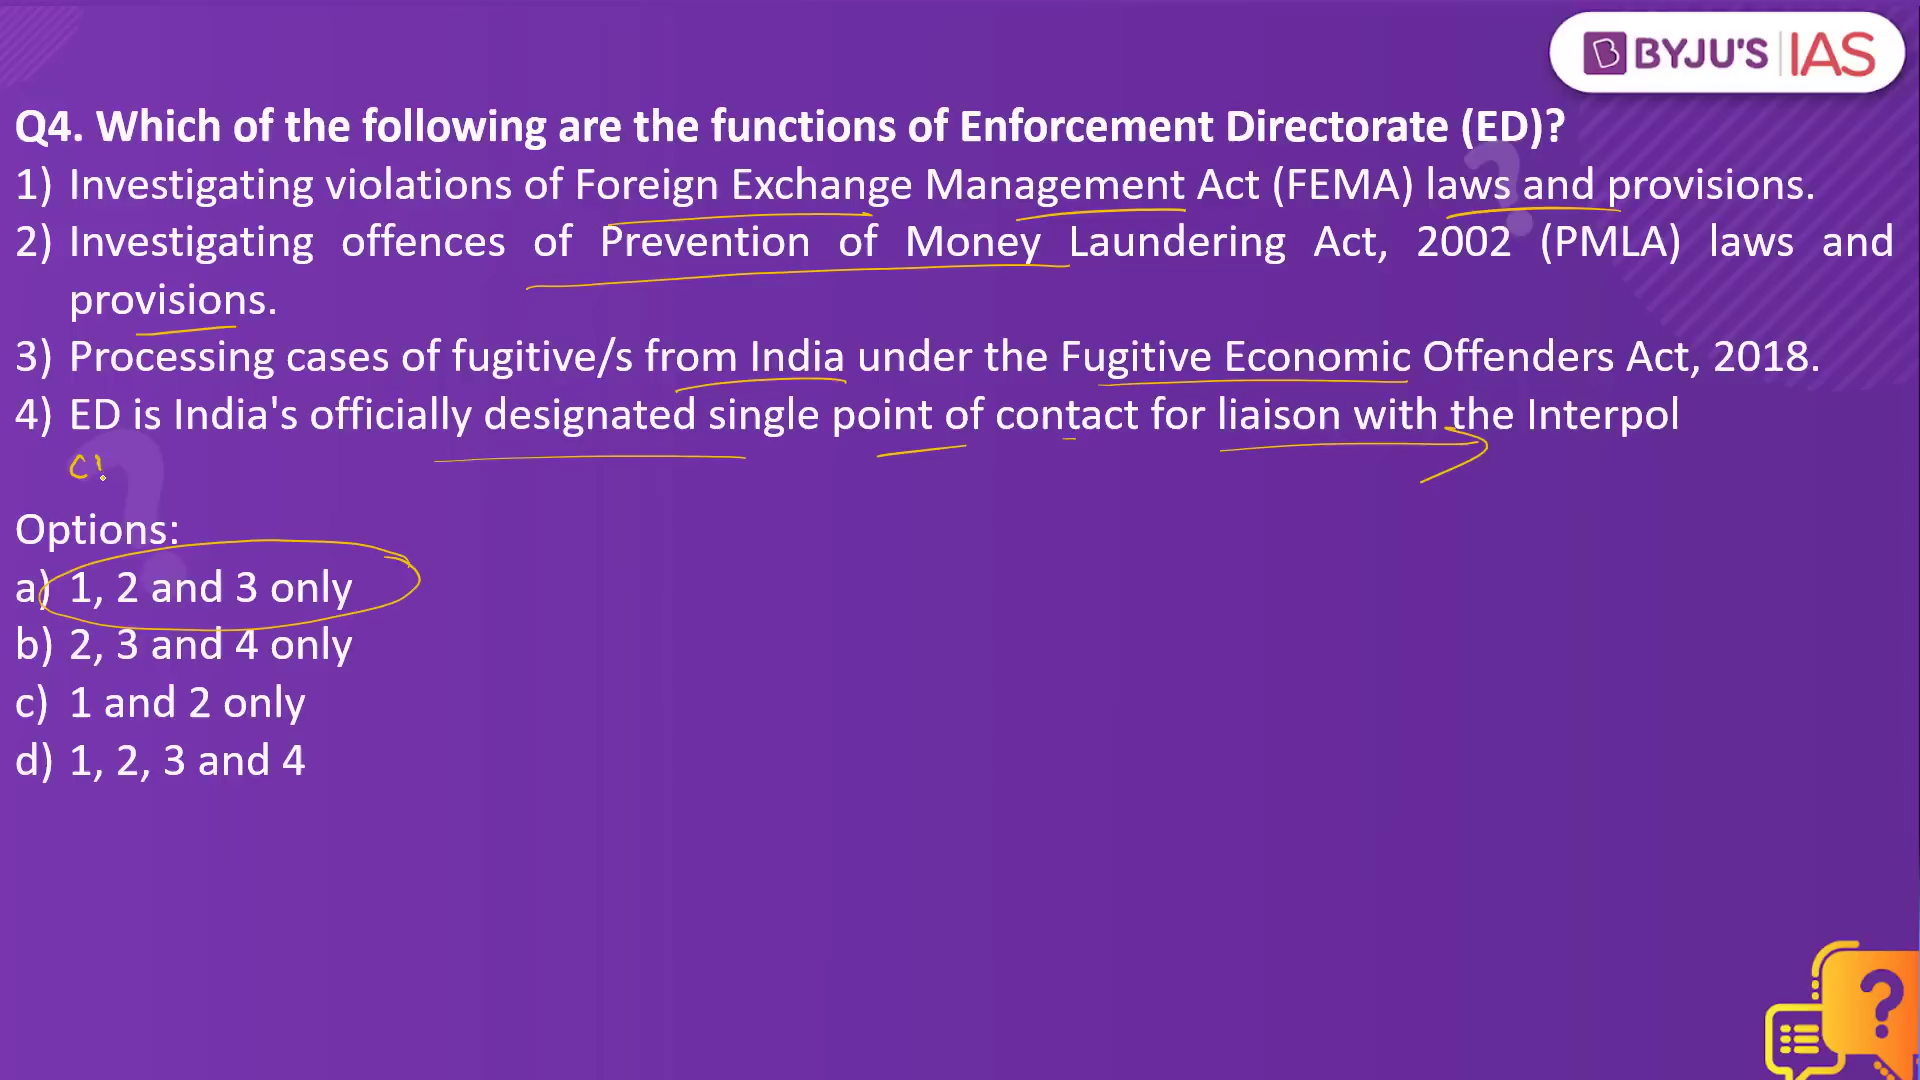 BYJU'S IAS
Q4. Which of the following are the functions of Enforcement Directorate (ED)?
1) Investigating violations of Foreign Exchange Management Act (FEMA) laws and provisions.
2) Investigating offences of Prevention of Money Laundering Act, 2002 (PMLA) laws and
provisions.
3) Processing cases of fugitive/s from India under the Fugitive Economic Offenders Act, 2018.
4) ED is India's officially designated single point of contact for liaison with the Interpol
Options:
a) 1, 2 and 3 only
b) 2, 3 and 4 only
c) 1 and 2 only
d) 1, 2, 3 and 4